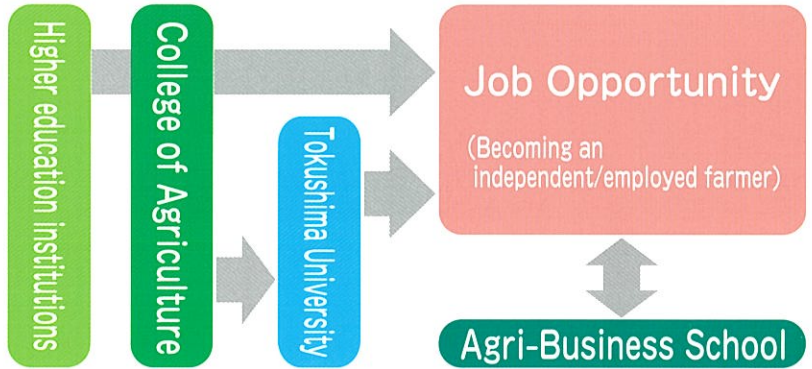 Higher education institutions
College of Agriculture
Tokushima University
Job Opportunity
(Becoming an
independent/employed farmer)
Agri-Business School